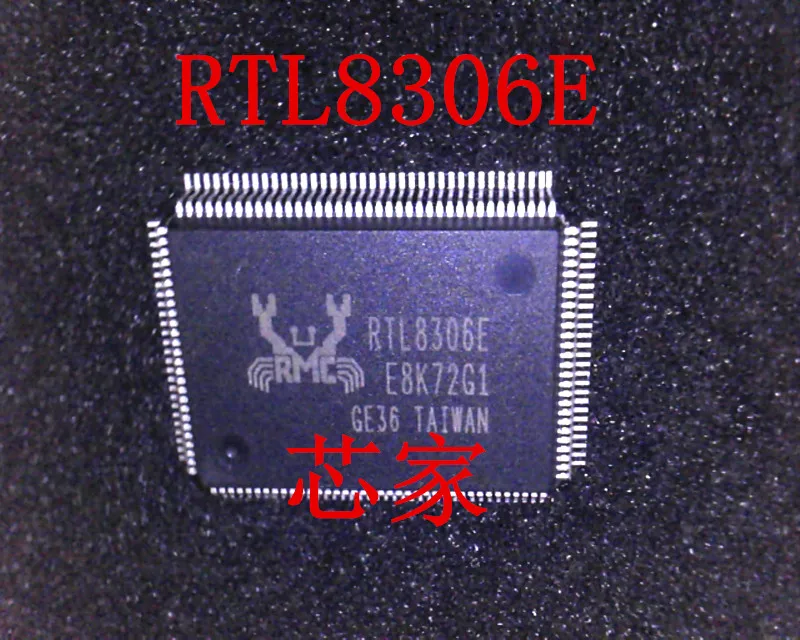 RTL8306E
RMC
RTL8306E
E8K72G1
GE36 TAIWAN
芯家